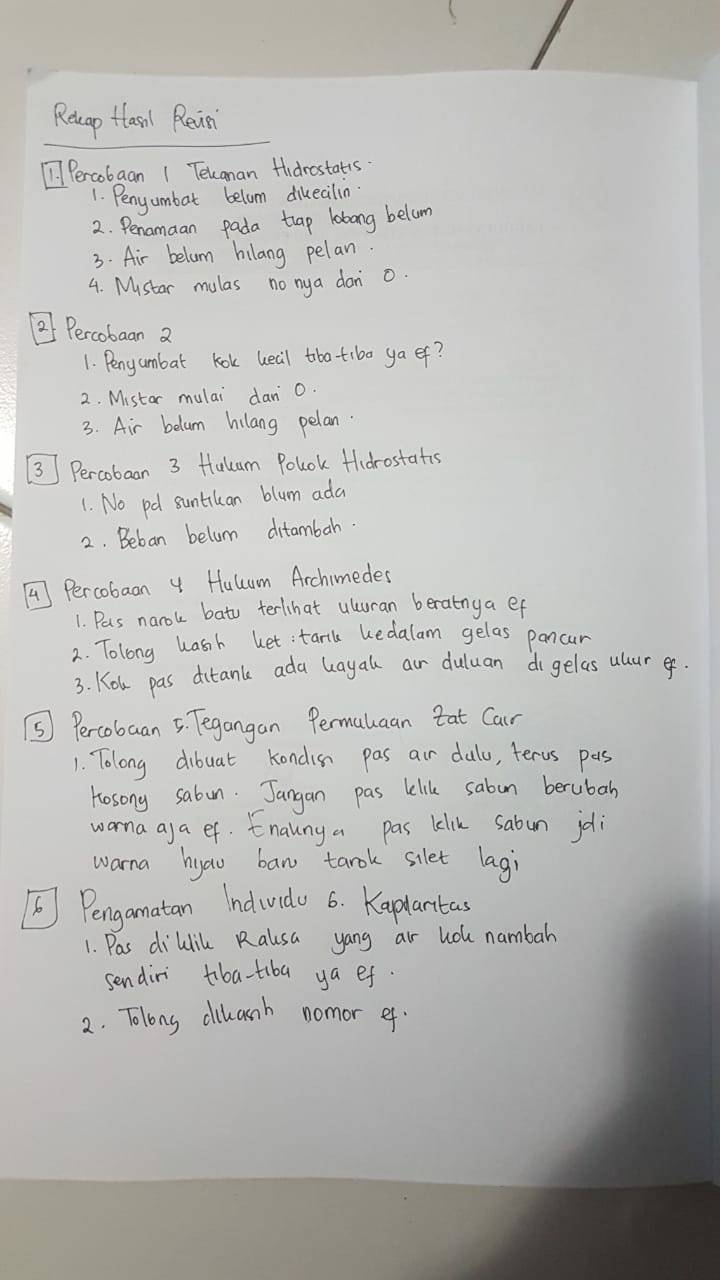 Rekap Hasil Revisi
1. Percobaan 1 Tekanan Hidrostatis.
1. Penyumbat belum dikecilin.
2. Penamaan pada tiap lobang belum
3. Air belum hilang pelan.
4. Mistar mulas no nya dari 0.
2 Percobaan 2
1. Penyumbat kok kecil tiba-tiba ya ef?
2. Mistar mulai dari 0.
3. Air belum hilang pelan.
3 Percobaan 3 Hukum Pokok Hidrostatis
1. No pd suntikan blum ada
2. Beban belum ditambah.
4 Percobaan 4 Hukum Archimedes
1. Pas narok batu terlihat ukuran beratnya ef
2. Tolong kasih ket : tarik kedalam gelas pancur
3. Kok pas ditarik ada kayak air duluan di gelas ukur ef.
5 Percobaan 5. Tegangan Permukaan Zat Cair
1. Tolong dibuat kondisi pas air dulu, terus pas
kosong sabun. Jangan pas klik sabun berubah
warna aja ef. Enaknya pas klik sabun jdi
warna hijau baru tarok silet lagi
6 Pengamatan Individu 6. Kapilaritas
1. Pas di klik Raksa yang air kok nambah
sendiri tiba-tiba ya ef.
2. Tolong dikasih nomor ef.